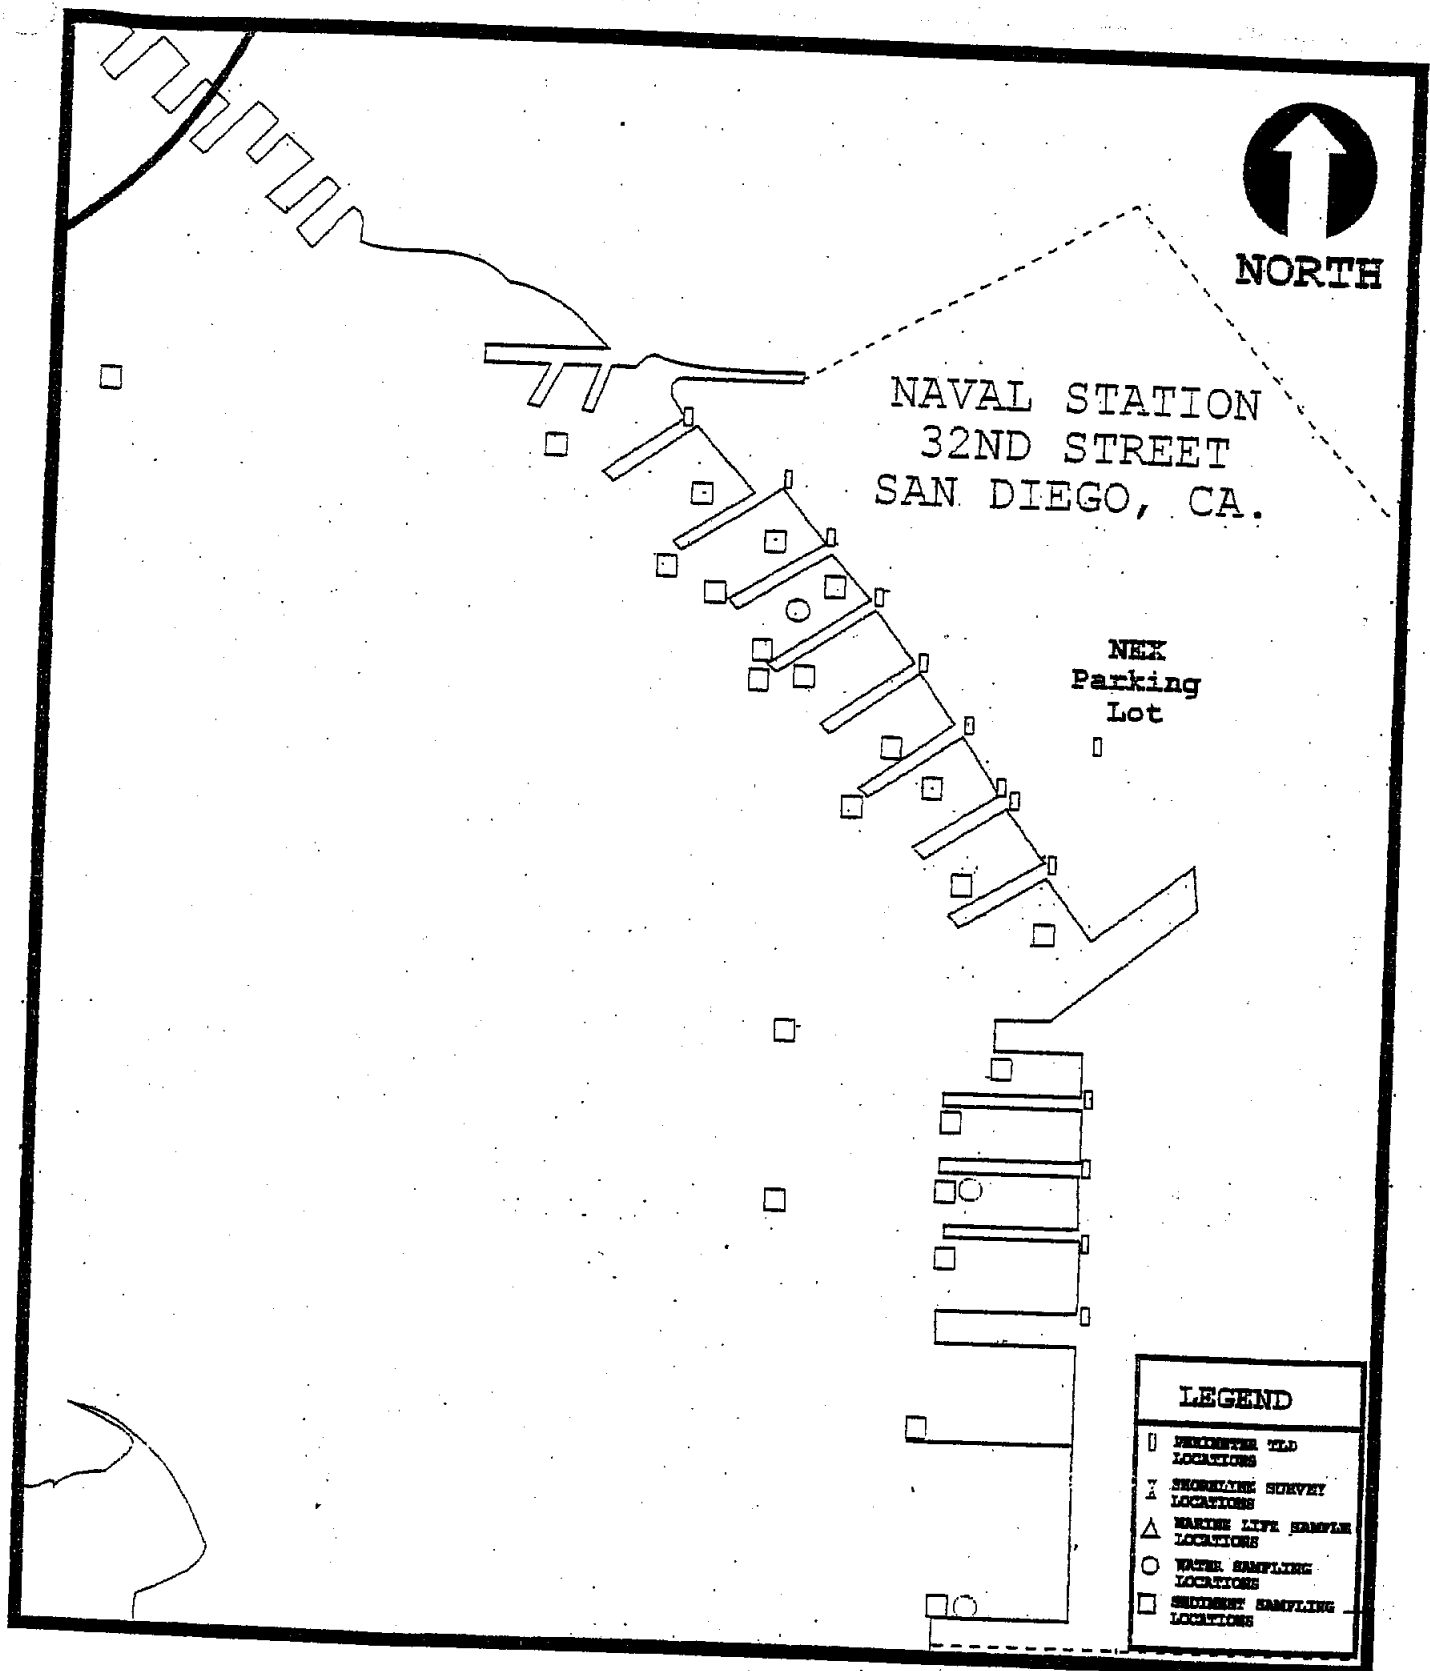 NORTH
NAVAL STATION
32ND STREET
SAN DIEGO, CA.
NEX
Parking
Lot
LEGEND
PERIMETER TLD
LOCATIONS
SHORELINE SURVEY
LOCATIONS
MARINE LIFE SAMPLE
LOCATIONS
WATER SAMPLING
LOCATIONS
SEDIMENT SAMPLING
LOCATIONS